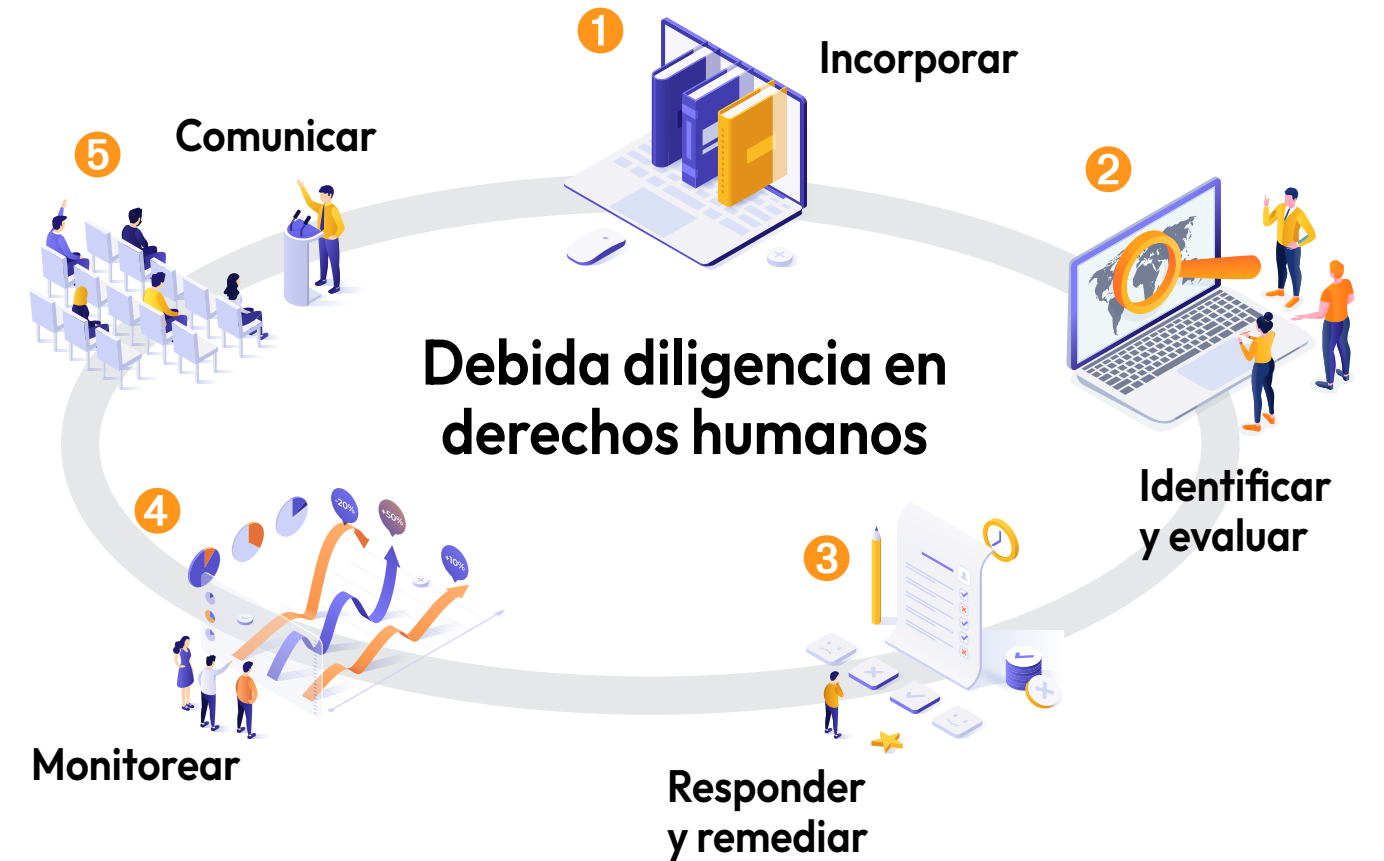 Debida diligencia en
derechos humanos
1
Incorporar
2
Identificar
y evaluar
3
Responder
y remediar
4
-20%
+50%
+10%
Monitorear
5
Comunicar